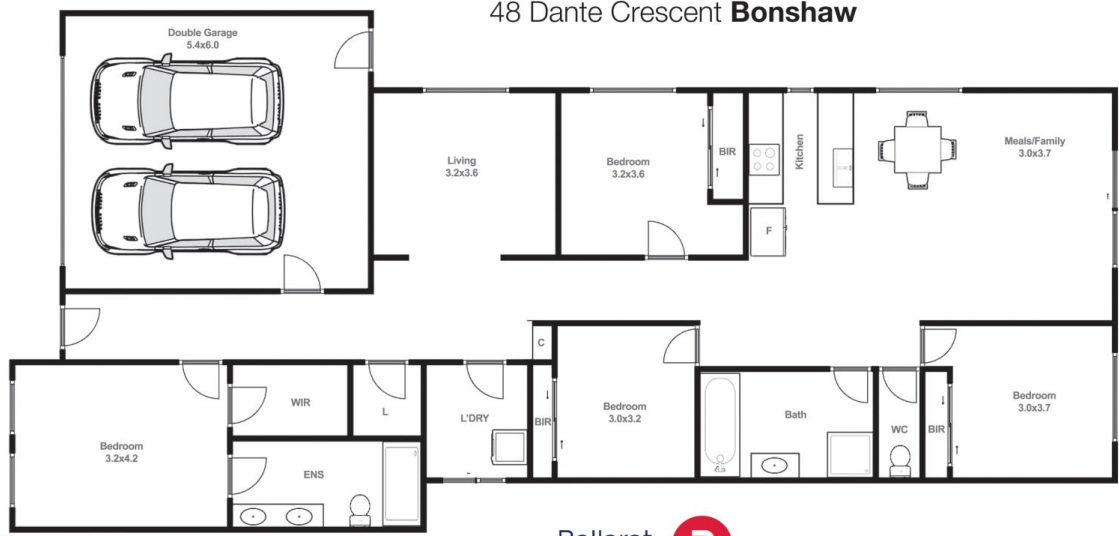 48 Dante Crescent Bonshaw
Double Garage
5.4x6.0
Living
3.2x3.6
Bedroom
3.2x3.6
BIR
Kitchen
Meals/Family
3.0x3.7
F
C
Bedroom
3.2x4.2
WIR
L
L'DRY
BIR
Bedroom
3.0x3.2
Bath
WC
BIR
Bedroom
3.0x3.7
ENS